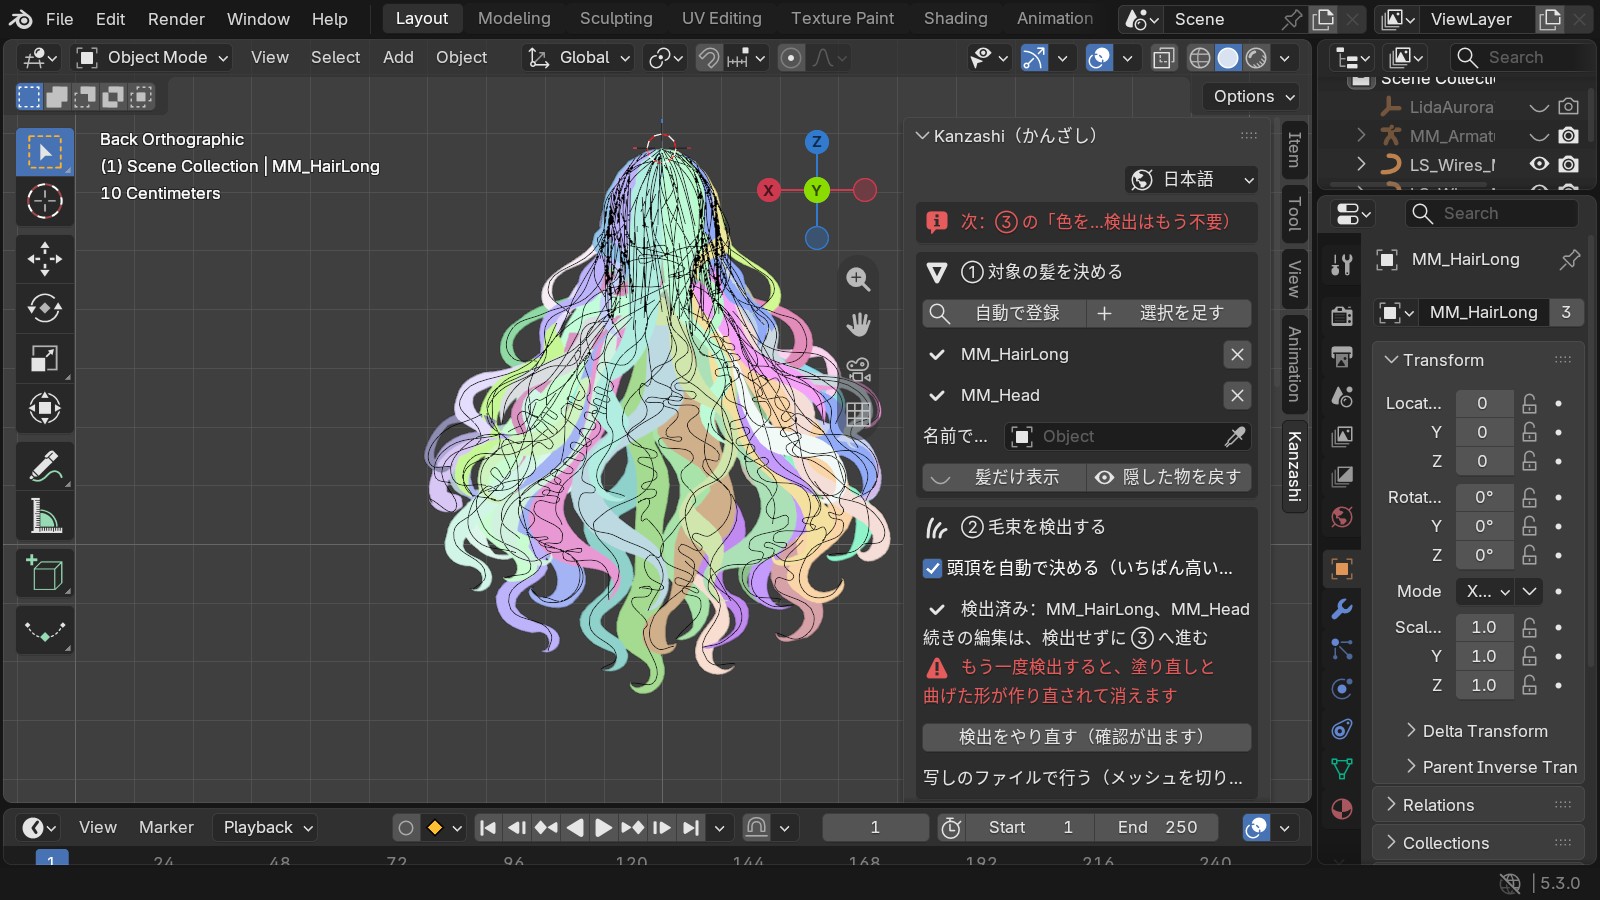 File Edit Render Window Help Layout Modeling Sculpting UV Editing Texture Paint Shading Animation Scene ViewLayer
Object Mode View Select Add Object Global Search
Options
Back Orthographic
(1) Scene Collection | MM_HairLong
10 Centimeters
Z
X
Y
Kanzashi（かんざし）
日本語
次：③の「色を...検出はもう不要）
①対象の髪を決める
自動で登録 選択を足す
MM_HairLong
MM_Head
名前で... Object
髪だけ表示 隠した物を戻す
②毛束を検出する
頭頂を自動で決める（いちばん高い...
検出済み：MM_HairLong、MM_Head
続きの編集は、検出せずに③へ進む
もう一度検出すると、塗り直しと
曲げた形が作り直されて消えます
検出をやり直す（確認が出ます）
写しのファイルで行う（メッシュを切り...
Item
Tool
View
Animation
Kanzashi
Scene Collecti
LidaAurora
MM_Armat
LS_Wires_
Search
MM_HairLong
MM_HairLong 3
Transform
Locat... 0
Y 0
Z 0
Rotat... 0°
Y 0°
Z 0°
Mode X...
Scal... 1.0
Y 1.0
Z 1.0
Delta Transform
Parent Inverse Tran
Relations
Collections
View Marker Playback 1 Start 1 End 250
1 24 48 72 96 120 144 168 192 216 240
5.3.0